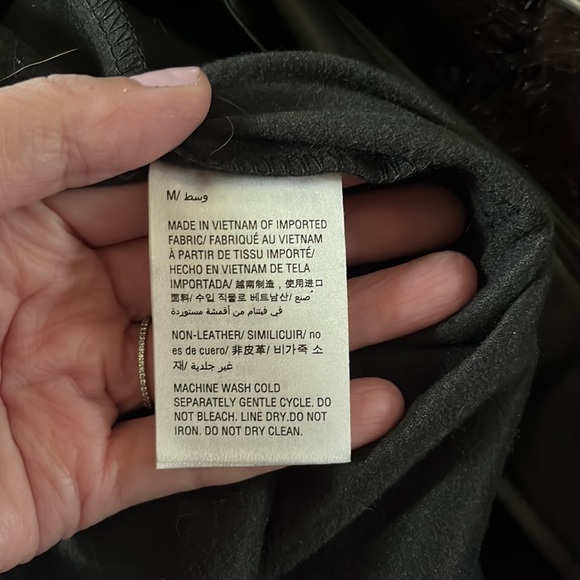 M/ وسط
MADE IN VIETNAM OF IMPORTED
FABRIC/ FABRIQUÉ AU VIETNAM
À PARTIR DE TISSU IMPORTÉ/
HECHO EN VIETNAM DE TELA
IMPORTADA/ 越南制造，使用进口
面料/ 수입 직물로 베트남산/ صنع
في فيتنام من أقمشة مستوردة
NON-LEATHER/ SIMILICUIR/ no
es de cuero/ 非皮革/ 비가죽 소
재/ غير جلدية
MACHINE WASH COLD
SEPARATELY GENTLE CYCLE. DO
NOT BLEACH. LINE DRY.DO NOT
IRON. DO NOT DRY CLEAN.